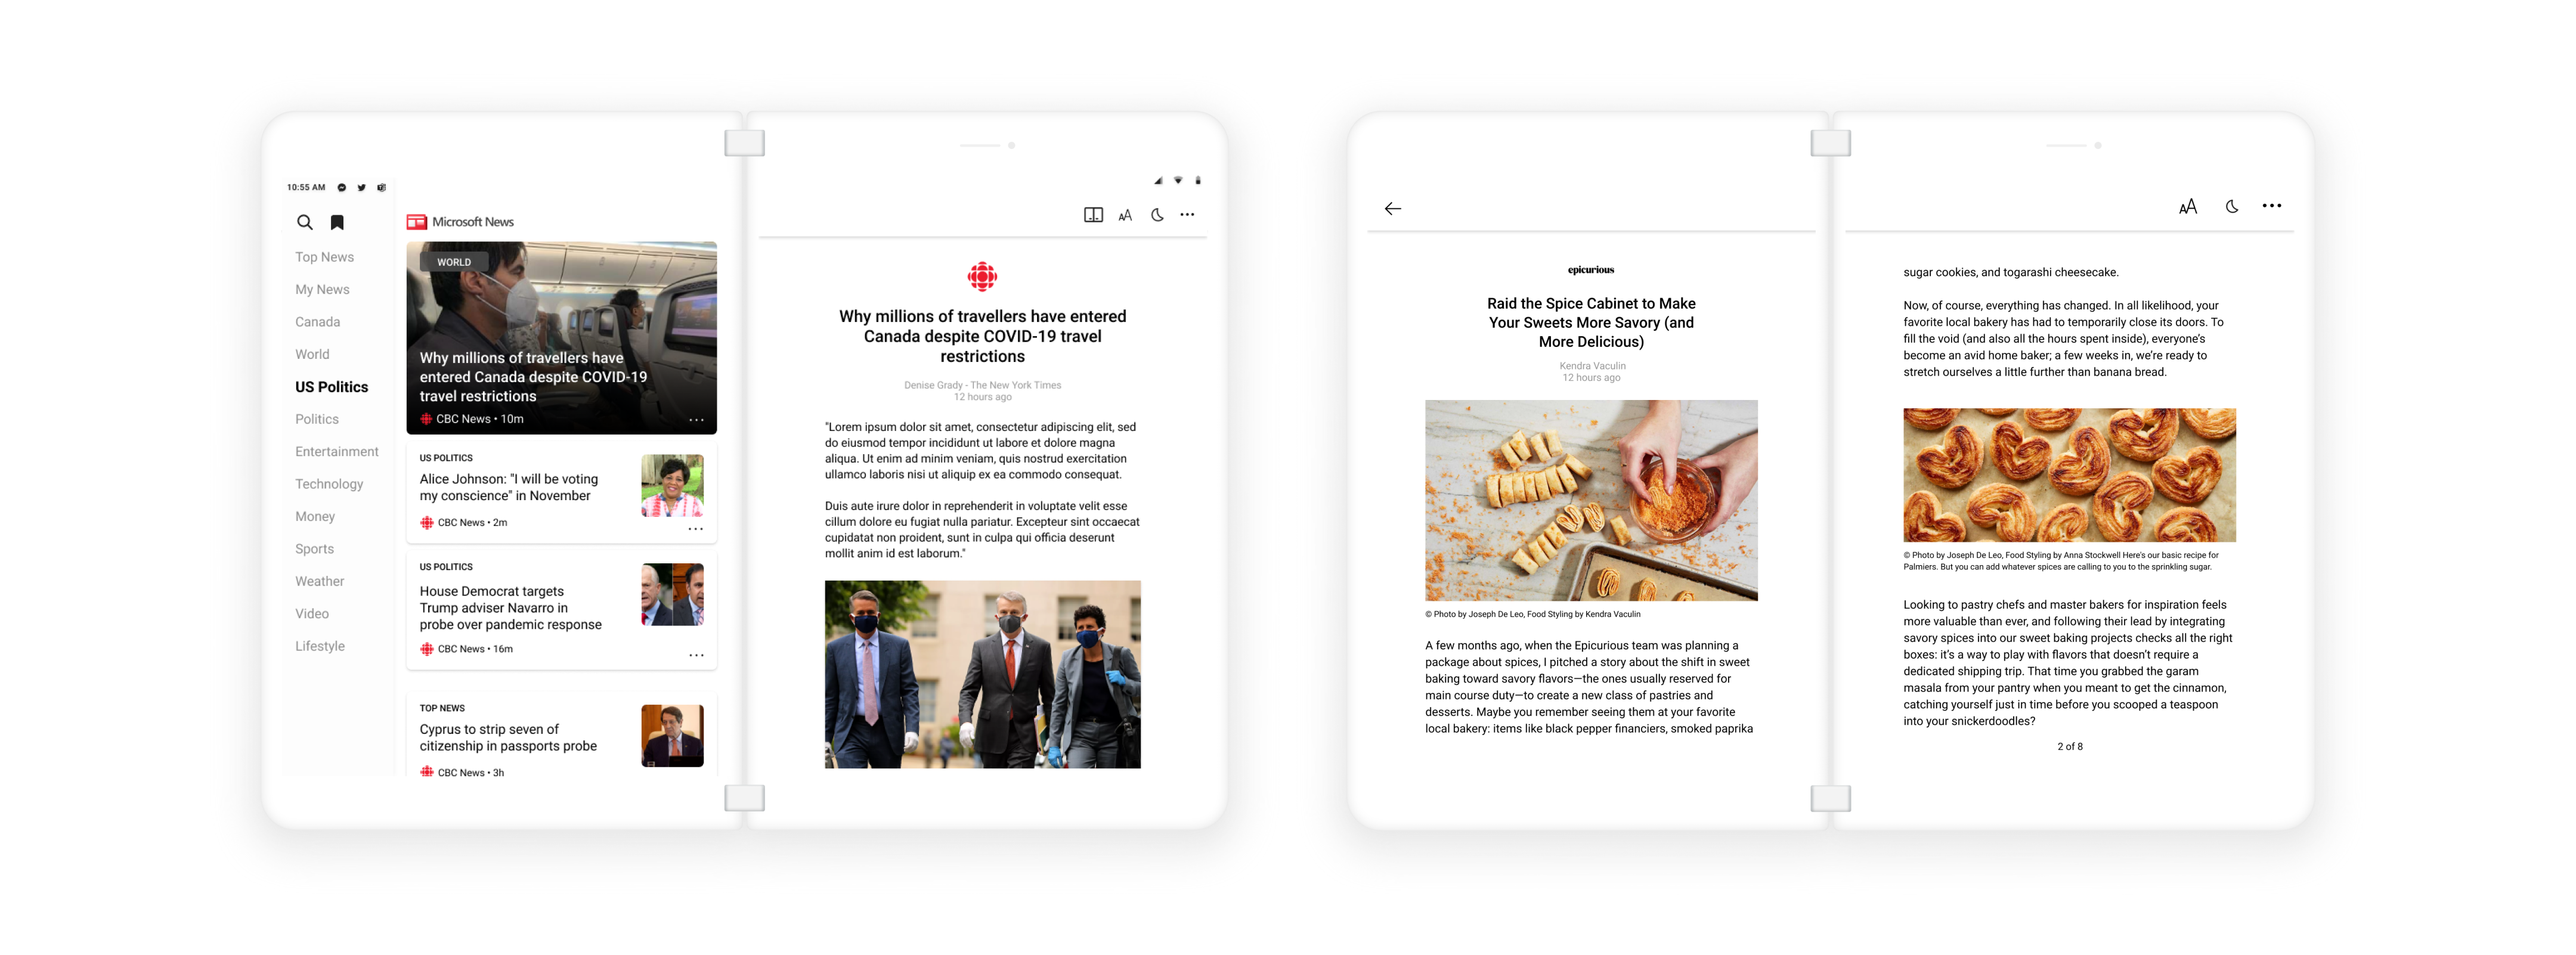 10:55 AM
Top News
My News
Canada
World
US Politics
Politics
Entertainment
Technology
Money
Sports
Weather
Video
Lifestyle
Microsoft News
WORLD
Why millions of travellers have
entered Canada despite COVID-19
travel restrictions
CBC News • 10m
US POLITICS
Alice Johnson: "I will be voting
my conscience" in November
CBC News • 2m
US POLITICS
House Democrat targets
Trump adviser Navarro in
probe over pandemic response
CBC News • 16m
TOP NEWS
Cyprus to strip seven of
citizenship in passports probe
CBC News • 3h
AA
Why millions of travellers have entered
Canada despite COVID-19 travel
restrictions
Denise Grady - The New York Times
12 hours ago
"Lorem ipsum dolor sit amet, consectetur adipiscing elit, sed
do eiusmod tempor incididunt ut labore et dolore magna
aliqua. Ut enim ad minim veniam, quis nostrud exercitation
ullamco laboris nisi ut aliquip ex ea commodo consequat.
Duis aute irure dolor in reprehenderit in voluptate velit esse
cillum dolore eu fugiat nulla pariatur. Excepteur sint occaecat
cupidatat non proident, sunt in culpa qui officia deserunt
mollit anim id est laborum."
epicurious
Raid the Spice Cabinet to Make
Your Sweets More Savory (and
More Delicious)
Kendra Vaculin
12 hours ago
© Photo by Joseph De Leo, Food Styling by Kendra Vaculin
A few months ago, when the Epicurious team was planning a
package about spices, I pitched a story about the shift in sweet
baking toward savory flavors—the ones usually reserved for
main course duty—to create a new class of pastries and
desserts. Maybe you remember seeing them at your favorite
local bakery: items like black pepper financiers, smoked paprika
AA
sugar cookies, and togarashi cheesecake.
Now, of course, everything has changed. In all likelihood, your
favorite local bakery has had to temporarily close its doors. To
fill the void (and also all the hours spent inside), everyone's
become an avid home baker; a few weeks in, we're ready to
stretch ourselves a little further than banana bread.
© Photo by Joseph De Leo, Food Styling by Anna Stockwell Here's our basic recipe for
Palmiers. But you can add whatever spices are calling to you to the sprinkling sugar.
Looking to pastry chefs and master bakers for inspiration feels
more valuable than ever, and following their lead by integrating
savory spices into our sweet baking projects checks all the right
boxes: it's a way to play with flavors that doesn't require a
dedicated shipping trip. That time you grabbed the garam
masala from your pantry when you meant to get the cinnamon,
catching yourself just in time before you scooped a teaspoon
into your snickerdoodles?
2 of 8